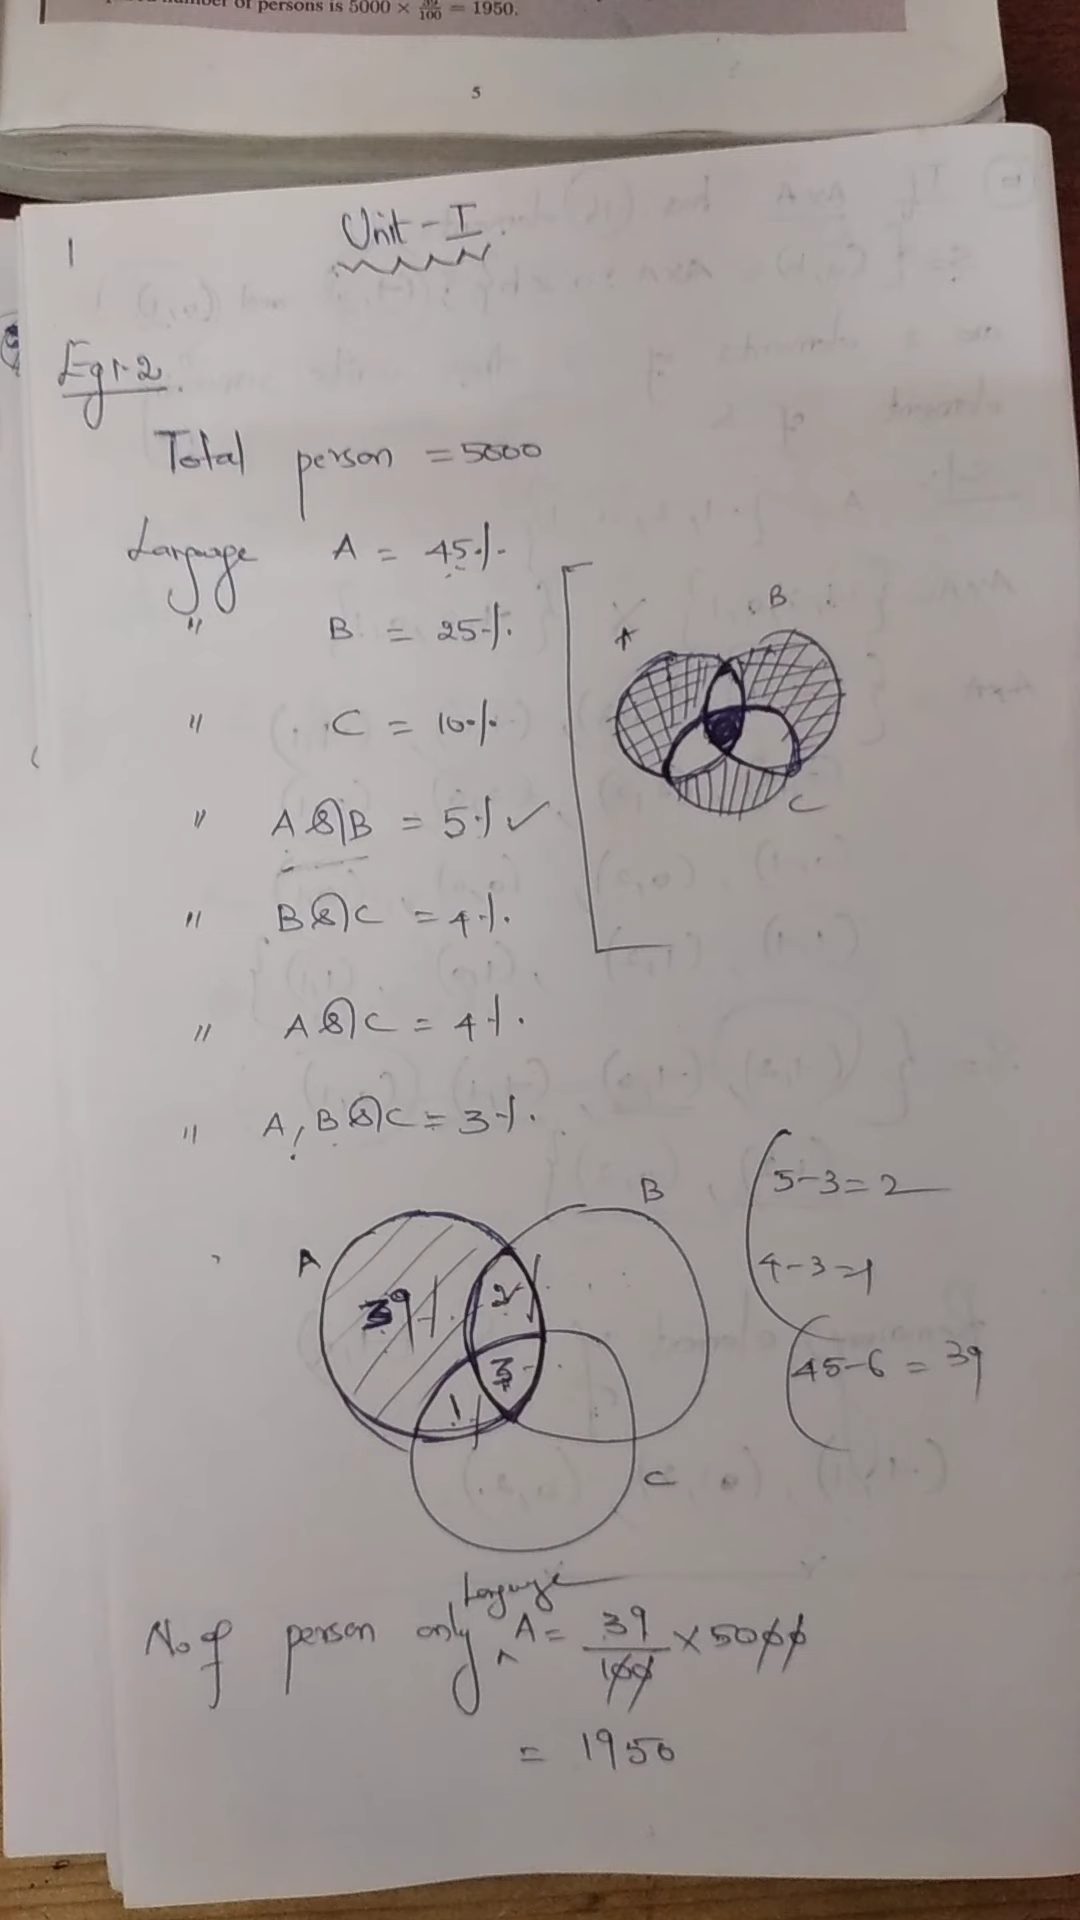 number of persons is 5000 × 39/100 = 1950.
5
Unit - I
1
Eg 1.2
Total person = 5000
Language A = 45%
" B = 25%
" C = 10%
" A & B = 5% ✓
" B & C = 4%
" A & C = 4%
" A, B & C = 3%
A
B
C
A
B
C
39%
2%
3
1%
5-3=2
4-3=1
45-6 = 39
Language
No of person only ^ A = 39/100 × 5000
= 1950